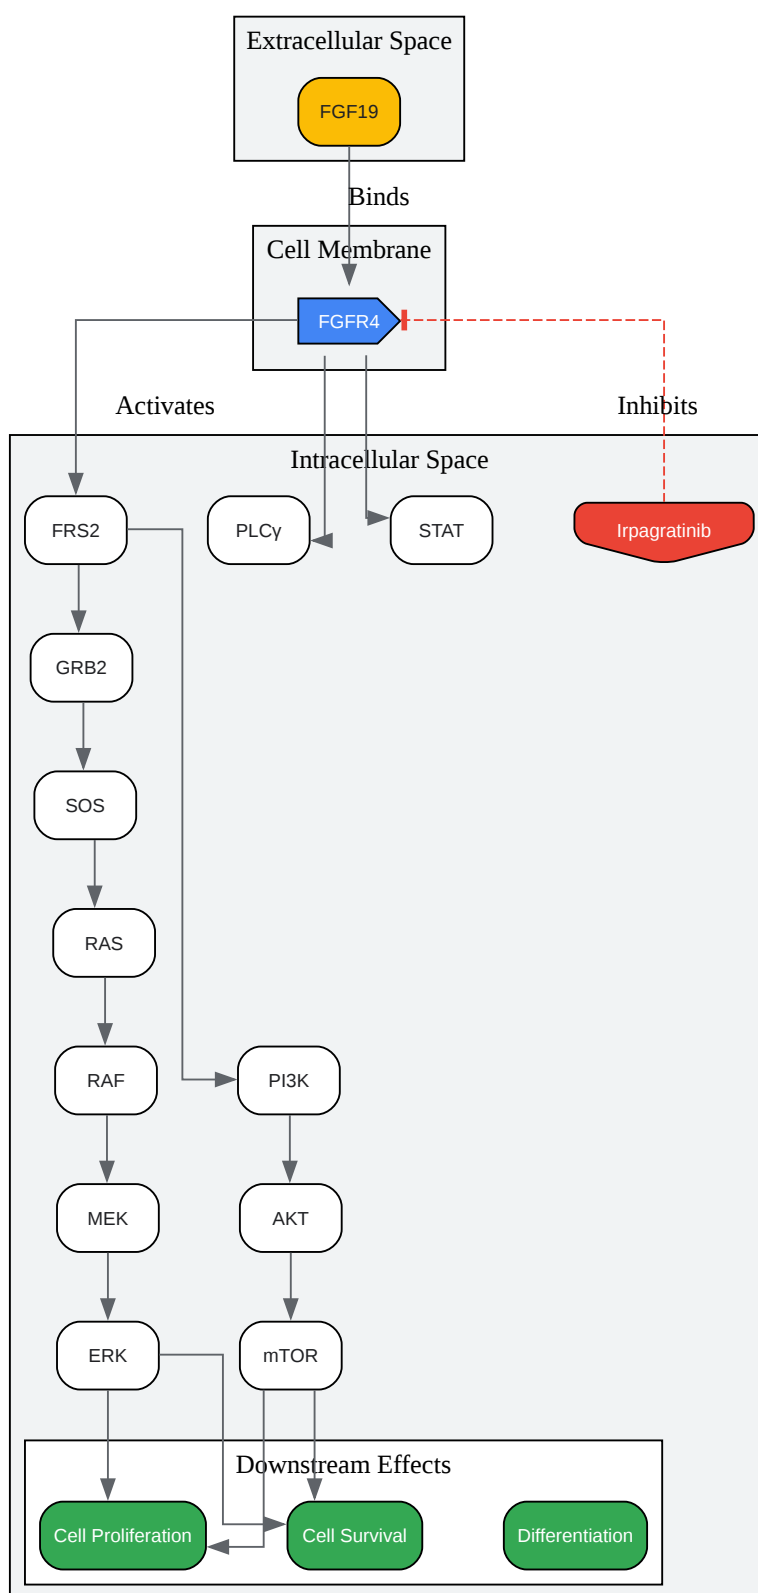 Extracellular Space
FGF19
Binds
Cell Membrane
FGFR4
Activates
Inhibits
Intracellular Space
FRS2
PLCγ
STAT
Irpagratinib
GRB2
SOS
RAS
RAF
PI3K
MEK
AKT
ERK
mTOR
Downstream Effects
Cell Proliferation
Cell Survival
Differentiation